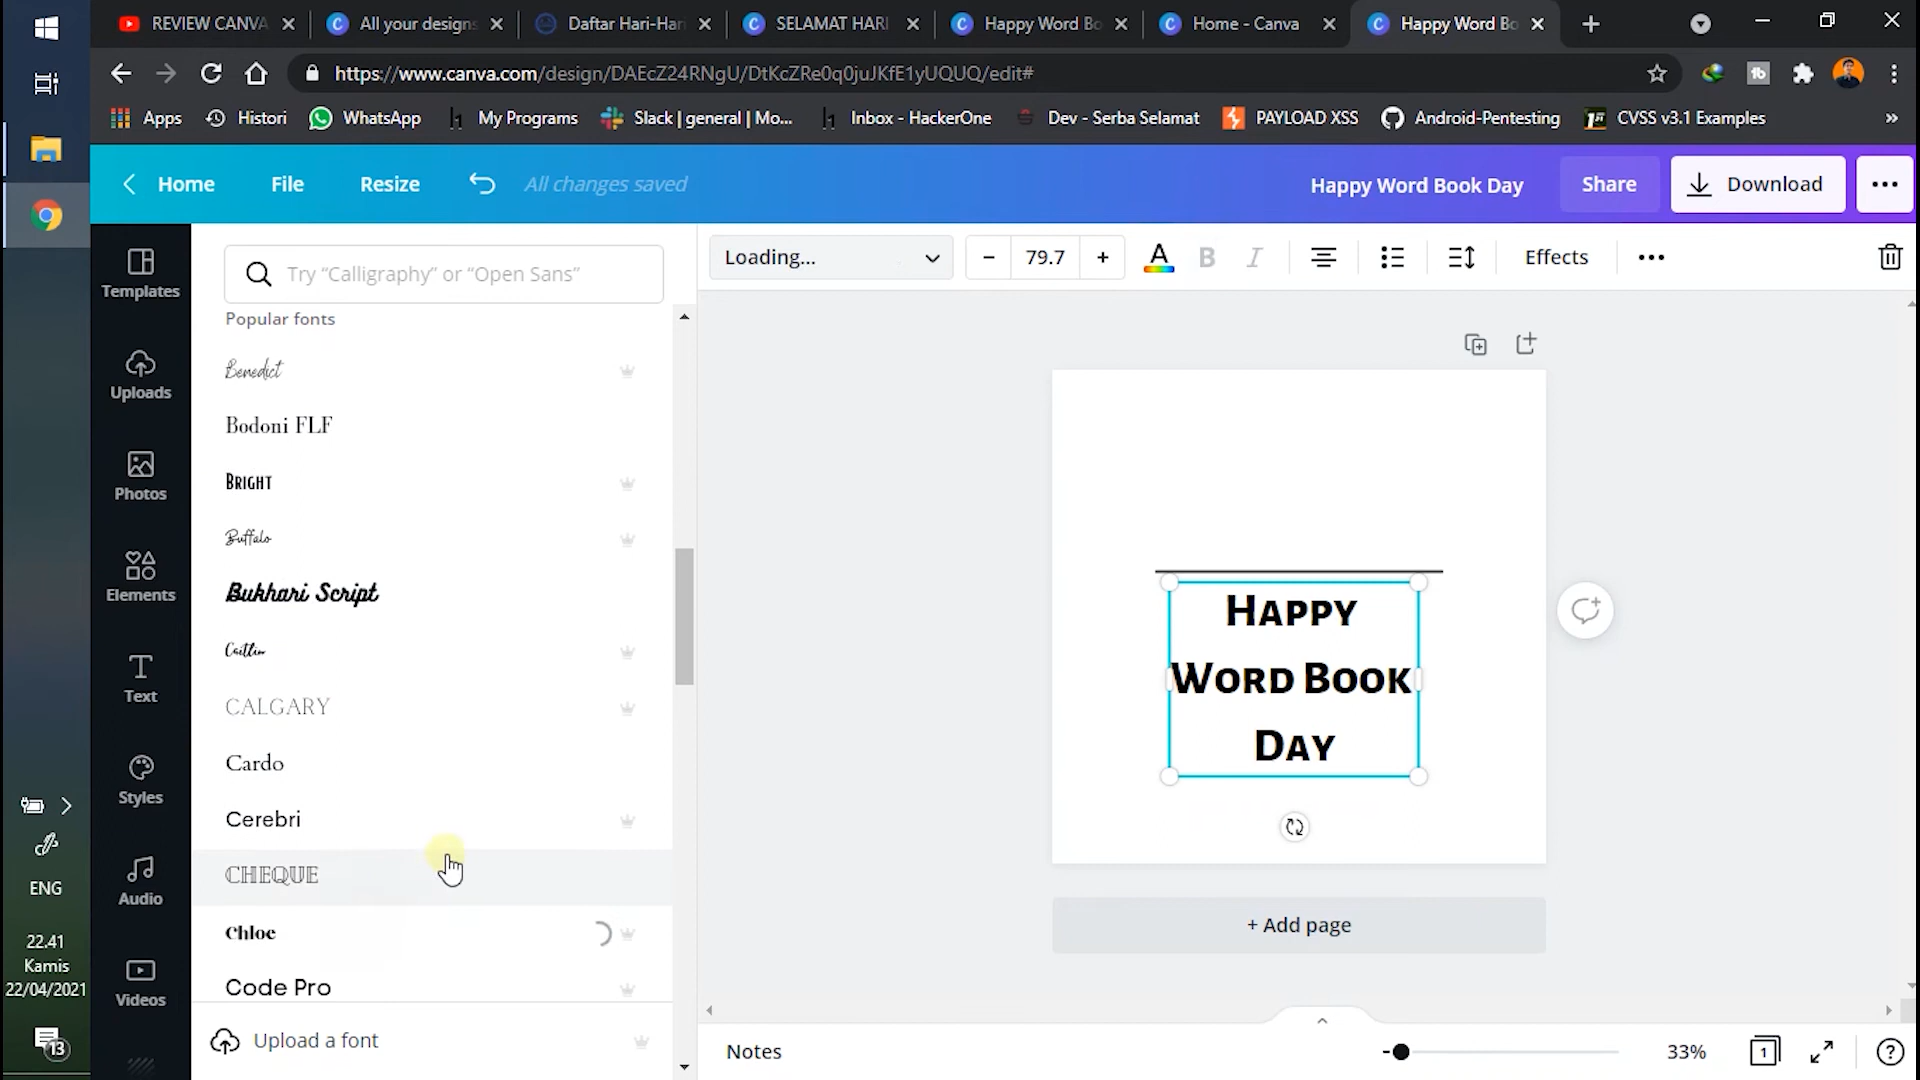 REVIEW CANVA
All your designs
Daftar Hari-Hari
SELAMAT HARI
Happy Word Bo
Home - Canva
Happy Word Bo
https://www.canva.com/design/DAEcZ24RNgU/DtKcZRe0q0juJKfE1yUQUQ/edit#
Apps
Histori
WhatsApp
My Programs
Slack | general | Mo...
Inbox - HackerOne
Dev - Serba Selamat
PAYLOAD XSS
Android-Pentesting
CVSS v3.1 Examples
»
Home
File
Resize
All changes saved
Happy Word Book Day
Share
Download
Templates
Uploads
Photos
Elements
Text
Styles
Audio
Videos
Try “Calligraphy” or “Open Sans”
Popular fonts
Benedict
Bodoni FLF
Bright
Buffalo
Bukhari Script
Caitlin
CALGARY
Cardo
Cerebri
CHEQUE
Chloe
Code Pro
Upload a font
Loading...
− 79.7 +
A B I
Effects
Happy
Word Book
Day
+ Add page
Notes
33%
1
?
ENG
22.41
Kamis
22/04/2021
13